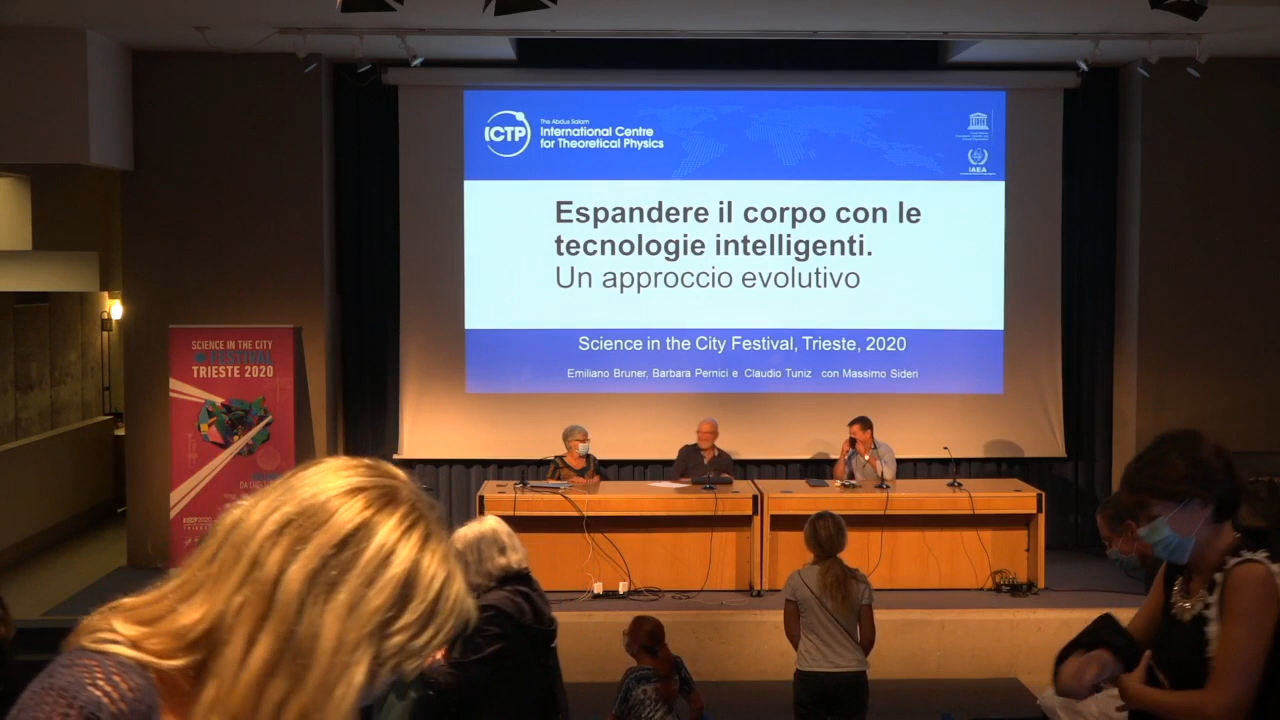 ICTP
The Abdus Salam
International Centre
for Theoretical Physics
IAEA
Espandere il corpo con le
tecnologie intelligenti.
Un approccio evolutivo
Science in the City Festival, Trieste, 2020
Emiliano Bruner, Barbara Pernici e Claudio Tuniz con Massimo Sideri
SCIENCE IN THE CITY
FESTIVAL
TRIESTE 2020